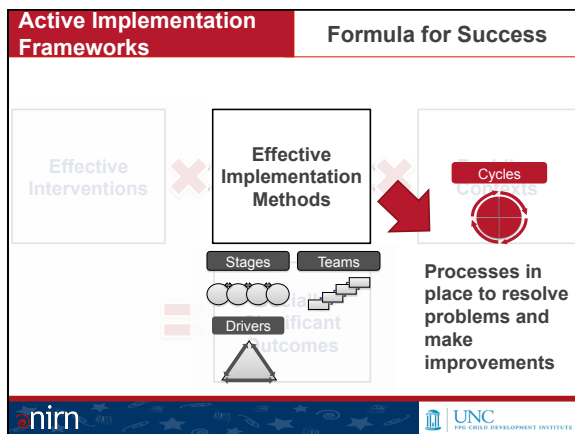 Active Implementation
Frameworks
Formula for Success
Effective
Interventions
Effective
Implementation
Methods
Cycles
Contexts
Stages
Teams
Drivers
Significant
Outcomes
Processes in
place to resolve
problems and
make
improvements
nirn
UNC
FPG CHILD DEVELOPMENT INSTITUTE